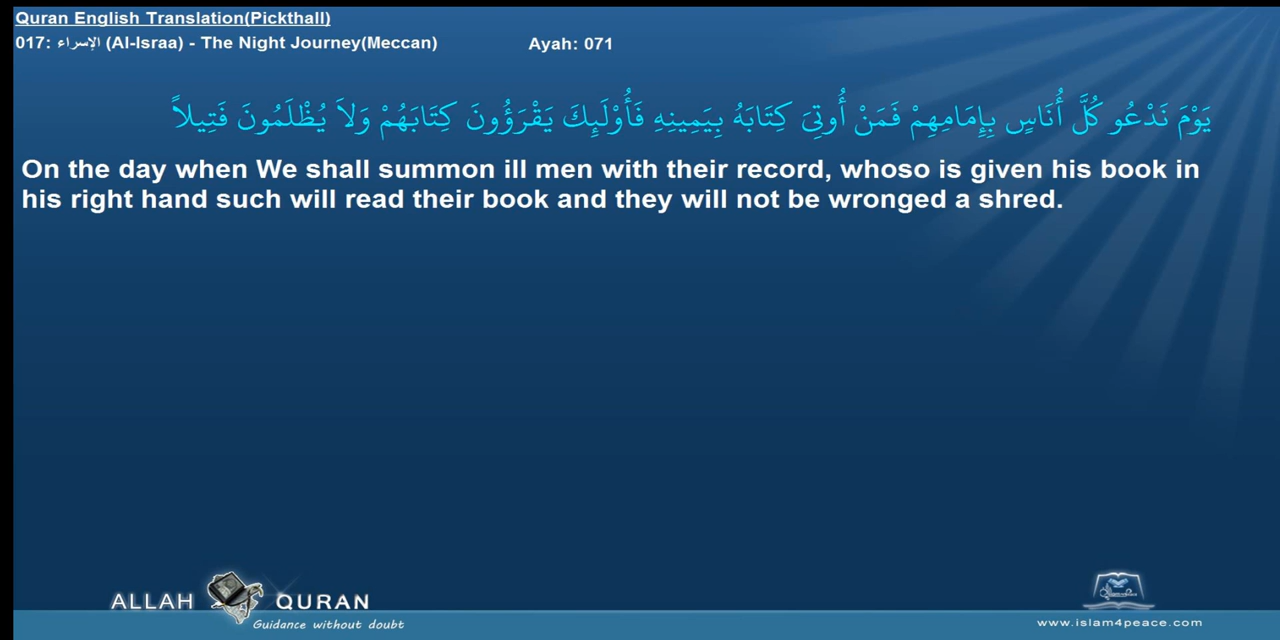 Quran English Translation(Pickthall)
017: الإسراء (Al-Israa) - The Night Journey(Meccan) Ayah: 071
يَوْمَ نَدْعُو كُلَّ أُنَاسٍ بِإِمَامِهِمْ فَمَنْ أُوتِيَ كِتَابَهُ بِيَمِينِهِ فَأُوْلَئِكَ يَقْرَؤُونَ كِتَابَهُمْ وَلاَ يُظْلَمُونَ فَتِيلاً
On the day when We shall summon ill men with their record, whoso is given his book in
his right hand such will read their book and they will not be wronged a shred.
ALLAH QURAN
Guidance without doubt
www.islam4peace.com